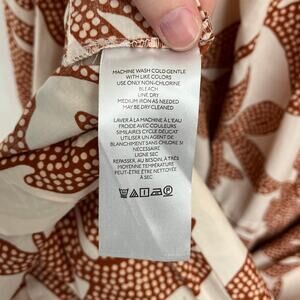 MACHINE WASH COLD GENTLE
WITH LIKE COLORS
USE ONLY NON-CHLORINE
BLEACH
LINE DRY
MEDIUM IRON AS NEEDED
MAY BE DRY CLEANED
LAVER À LA MACHINE À L'EAU
FROIDE AVEC COULEURS
SIMILAIRES CYCLE DÉLICAT
UTILISER UN AGENT DE
BLANCHIMENT SANS CHLORE SI
NÉCESSAIRE
LIGNE SEC
REPASSER, AU BESOIN, À TRÈS
MOYENNE TEMPÉRATURE
PEUT-ÊTRE ÊTRE NETTOYÉ
À SEC